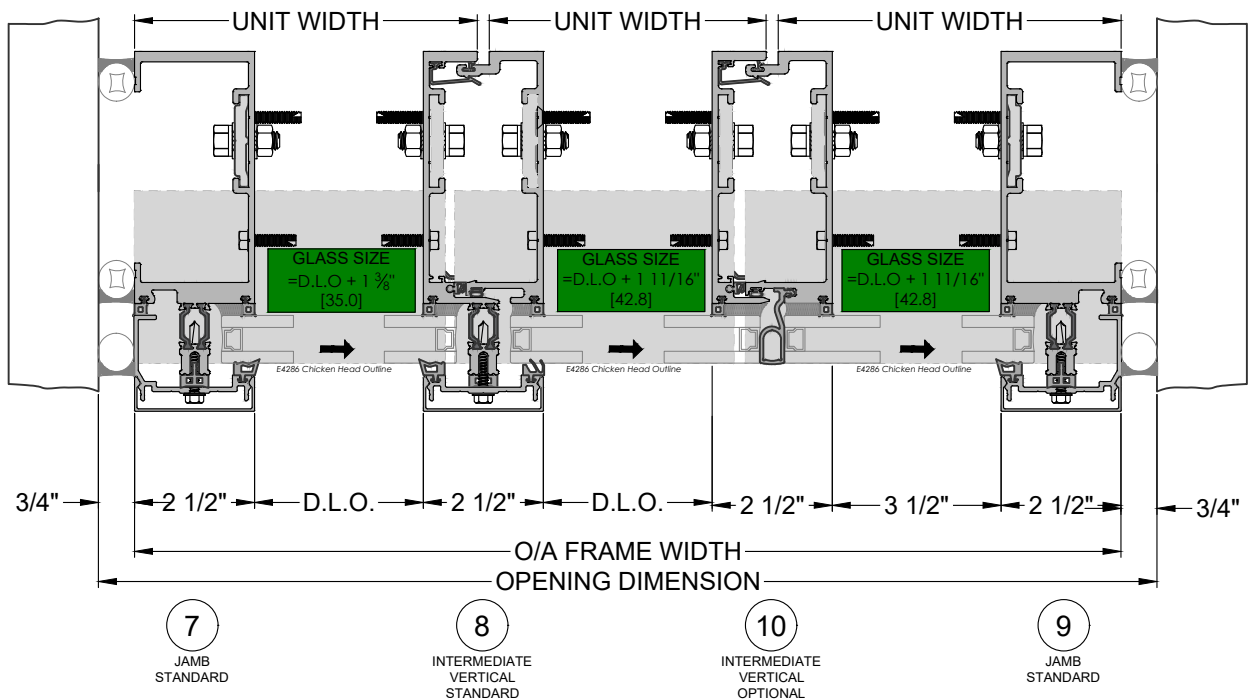 UNIT WIDTH
UNIT WIDTH
UNIT WIDTH
GLASS SIZE
=D.L.O + 1 ⅜"
[35.0]
GLASS SIZE
=D.L.O + 1 11/16"
[42.8]
GLASS SIZE
=D.L.O + 1 11/16"
[42.8]
E4286 Chicken Head Outline
E4286 Chicken Head Outline
E4286 Chicken Head Outline
3/4"
2 1/2"
D.L.O.
2 1/2"
D.L.O.
2 1/2"
3 1/2"
2 1/2"
3/4"
O/A FRAME WIDTH
OPENING DIMENSION
7
JAMB
STANDARD
8
INTERMEDIATE
VERTICAL
STANDARD
10
INTERMEDIATE
VERTICAL
OPTIONAL
9
JAMB
STANDARD